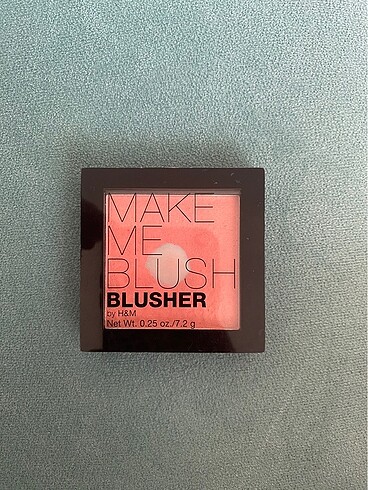 MAKE
ME
BLUSH
BLUSHER
by H&M
Net Wt. 0.25 oz./7.2 g